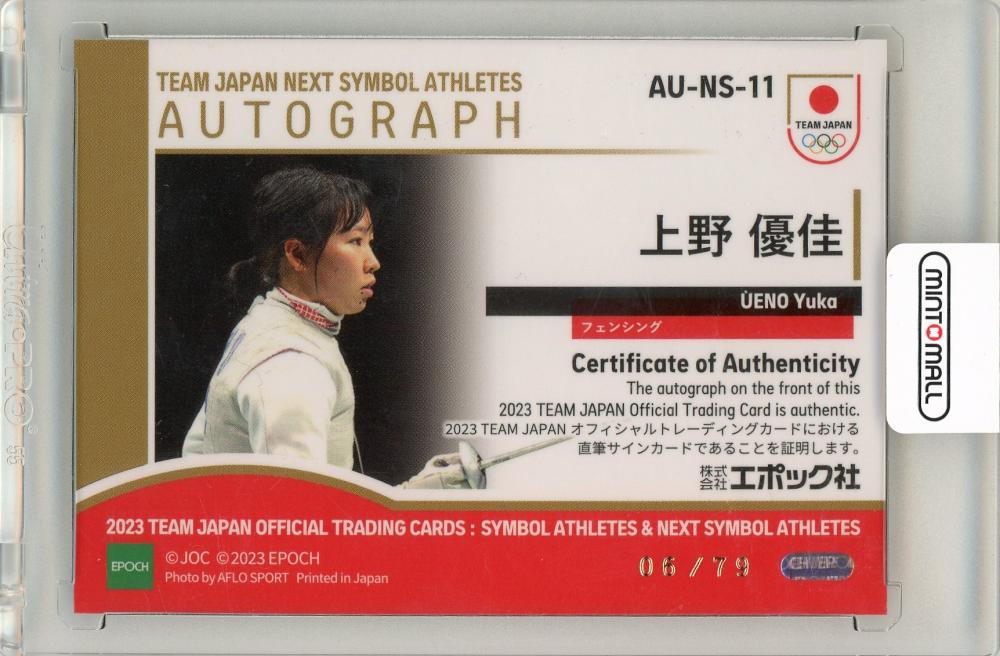 TEAM JAPAN NEXT SYMBOL ATHLETES
AUTOGRAPH
AU-NS-11
TEAM JAPAN
上野 優佳
ÙENO Yuka
フェンシング
Certificate of Authenticity
The autograph on the front of this
2023 TEAM JAPAN Official Trading Card is authentic.
2023 TEAM JAPAN オフィシャルトレーディングカードにおける
直筆サインカードであることを証明します。
株式会社 エポック社
2023 TEAM JAPAN OFFICIAL TRADING CARDS : SYMBOL ATHLETES & NEXT SYMBOL ATHLETES
EPOCH
© JOC © 2023 EPOCH
Photo by AFLO SPORT Printed in Japan
06/79
MINT MALL